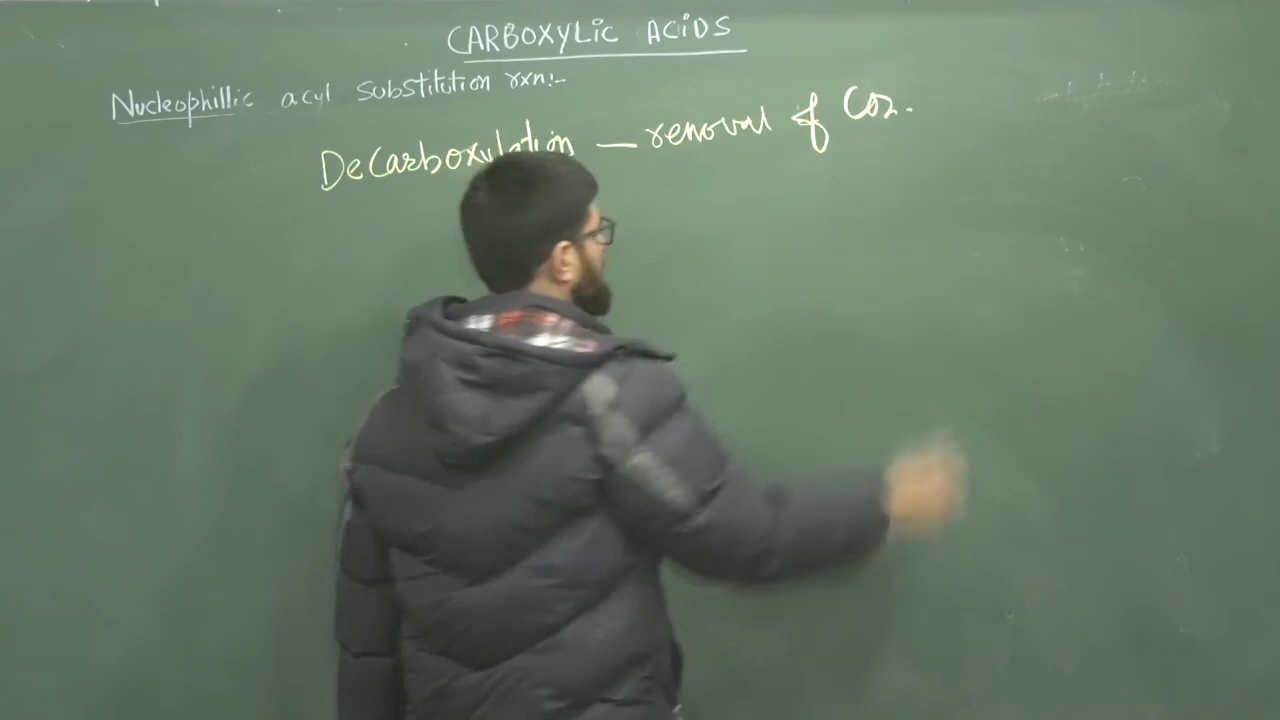 CARBOXYLIC ACIDS
Nucleophillic acyl substitution rxn:-
Decarboxylation — removal of CO2.